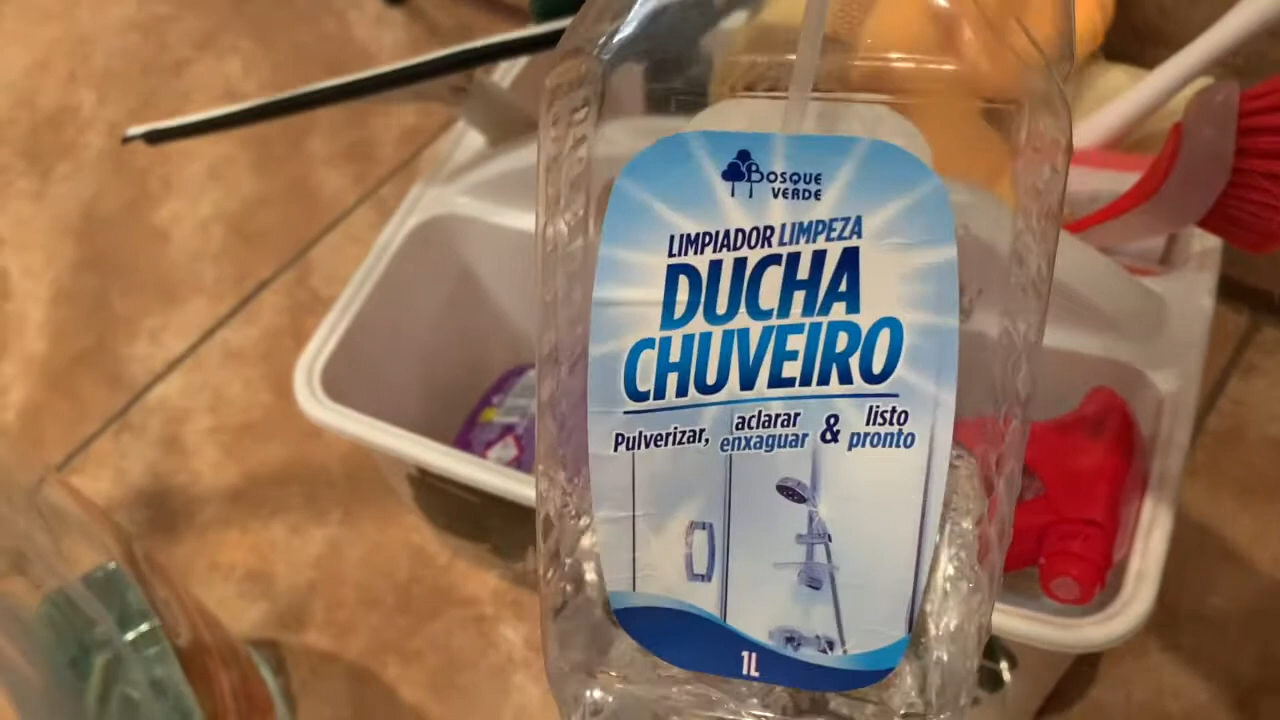 BOSQUE
VERDE
LIMPIADOR LIMPEZA
DUCHA
CHUVEIRO
Pulverizar, aclarar & listo
enxaguar pronto
1L